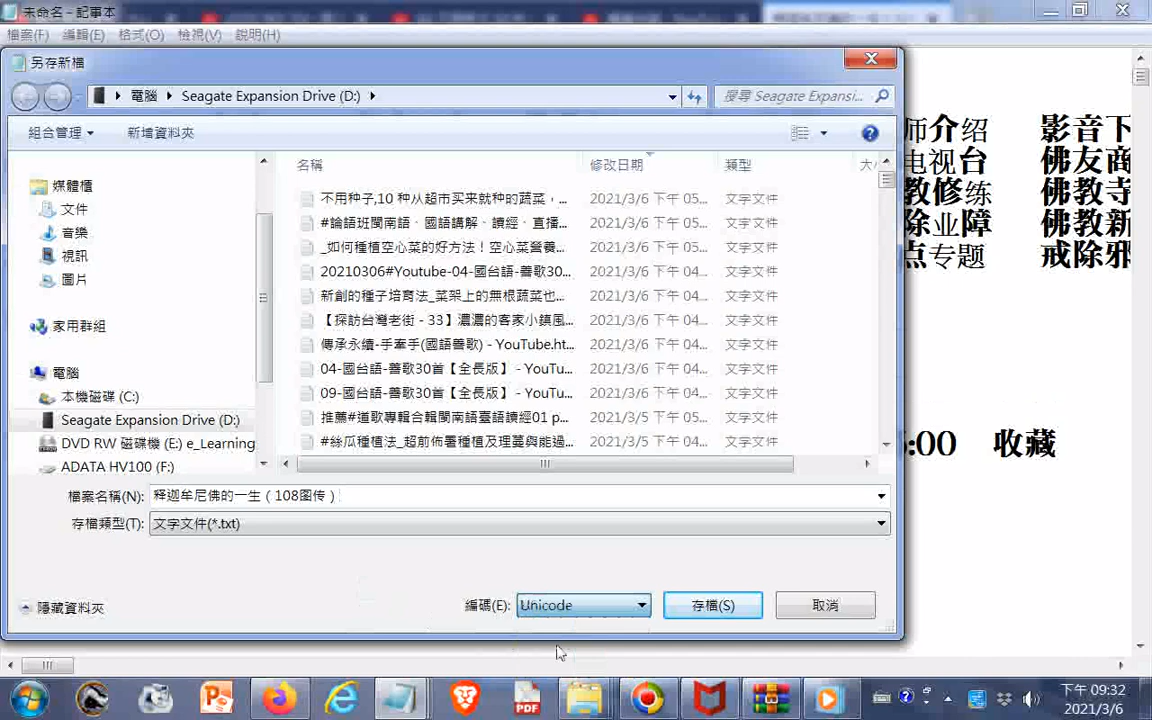 未命名 - 記事本
檔案(F) 編輯(E) 格式(O) 檢視(V) 說明(H)
另存新檔
電腦 Seagate Expansion Drive (D:)
搜尋 Seagate Expansi...
組合管理 新增資料夾
名稱 修改日期 類型 大小
媒體櫃
文件
音樂
視訊
圖片
家用群組
電腦
本機磁碟 (C:)
Seagate Expansion Drive (D:)
DVD RW 磁碟機 (E:) e_Learning
ADATA HV100 (F:)
不用种子,10 种从超市买来就种的蔬菜，... 2021/3/6 下午 05... 文字文件
#論語班閩南語、國語講解、讀經、直播... 2021/3/6 下午 05... 文字文件
_如何種植空心菜的好方法！空心菜營養... 2021/3/6 下午 05... 文字文件
20210306#Youtube-04-國台語-善歌30... 2021/3/6 下午 04... 文字文件
新創的種子培育法_菜架上的無根蔬菜也... 2021/3/6 下午 04... 文字文件
【探訪台灣老街 - 33】濃濃的客家小鎮風... 2021/3/6 下午 04... 文字文件
傳承永續-手牽手(國語善歌) - YouTube.ht... 2021/3/6 下午 04... 文字文件
04-國台語-善歌30首【全長版】 - YouTu... 2021/3/6 下午 04... 文字文件
09-國台語-善歌30首【全長版】 - YouTu... 2021/3/6 下午 04... 文字文件
推薦#道歌專輯合輯閩南語臺語讀經01 p... 2021/3/5 下午 04... 文字文件
#絲瓜種植法_超前佈署種植及理蔓與能過... 2021/3/6 下午 04... 文字文件
檔案名稱(N): 释迦牟尼佛的一生（108图传）
存檔類型(T): 文字文件(*.txt)
隱藏資料夾 編碼(E): Unicode 存檔(S) 取消
师介绍 影音下
电视台 佛友商
教修练 佛教寺
除业障 佛教新
点专题 戒除邪
:00 收藏
PDF
下午 09:32
2021/3/6